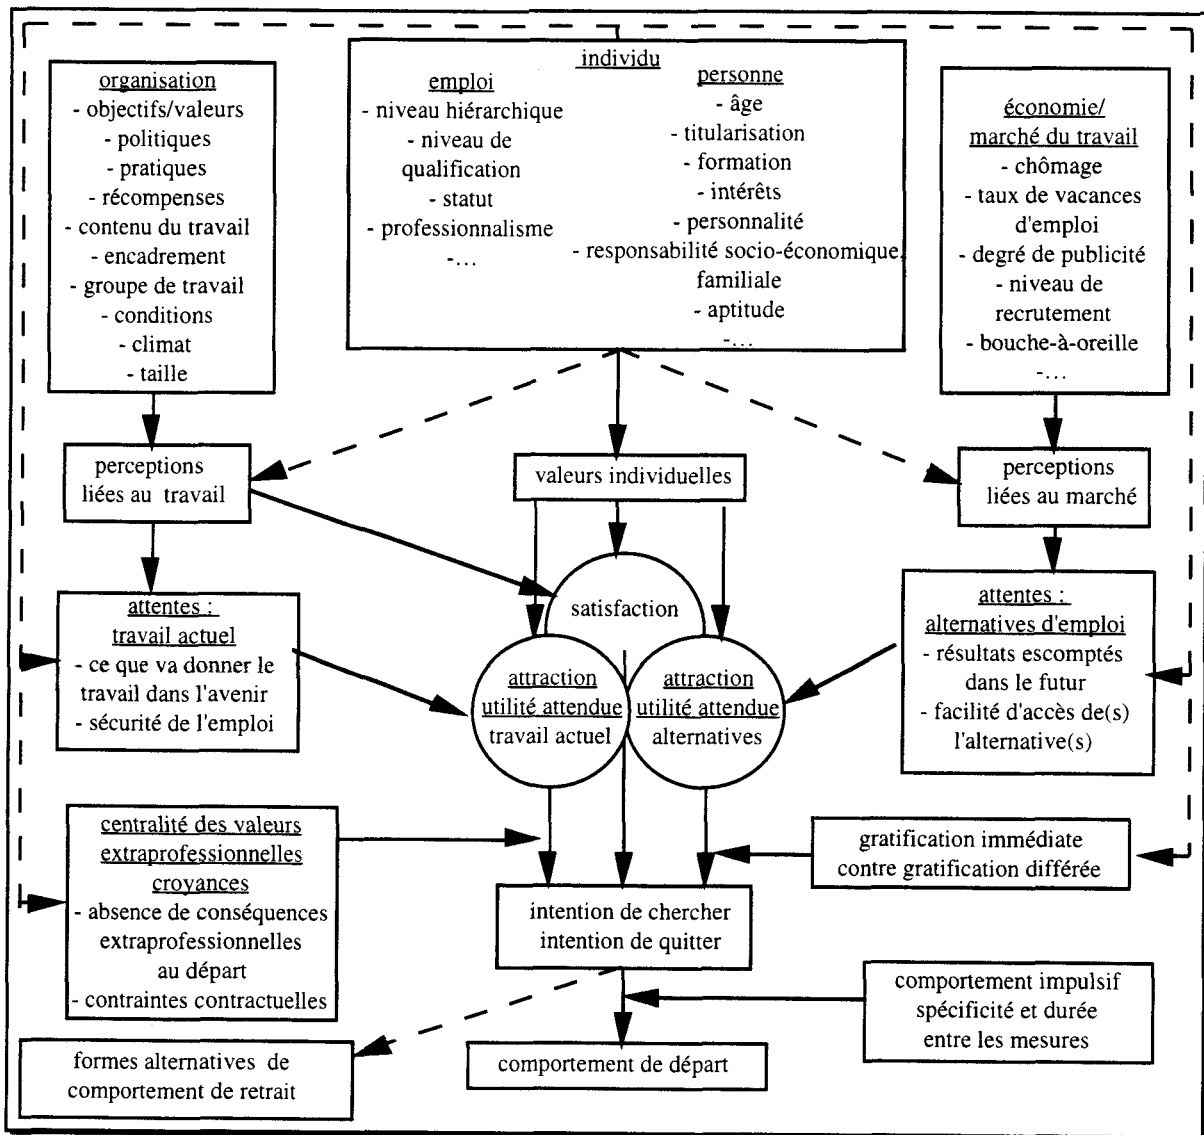 organisation
- objectifs/valeurs
- politiques
- pratiques
- récompenses
- contenu du travail
- encadrement
- groupe de travail
- conditions
- climat
- taille
individu
emploi
- niveau hiérarchique
- niveau de
qualification
- statut
- professionnalisme
-...
personne
- âge
- titularisation
- formation
- intérêts
- personnalité
- responsabilité socio-économique,
familiale
- aptitude
-...
économie/
marché du travail
- chômage
- taux de vacances
d'emploi
- degré de publicité
- niveau de
recrutement
- bouche-à-oreille
-...
perceptions
liées au travail
valeurs individuelles
perceptions
liées au marché
attentes :
travail actuel
- ce que va donner le
travail dans l'avenir
- sécurité de l'emploi
satisfaction
attraction
utilité attendue
travail actuel
attraction
utilité attendue
alternatives
attentes :
alternatives d'emploi
- résultats escomptés
dans le futur
- facilité d'accès de(s)
l'alternative(s)
centralité des valeurs
extraprofessionnelles
croyances
- absence de conséquences
extraprofessionnelles
au départ
- contraintes contractuelles
gratification immédiate
contre gratification différée
intention de chercher
intention de quitter
comportement impulsif
spécificité et durée
entre les mesures
formes alternatives de
comportement de retrait
comportement de départ